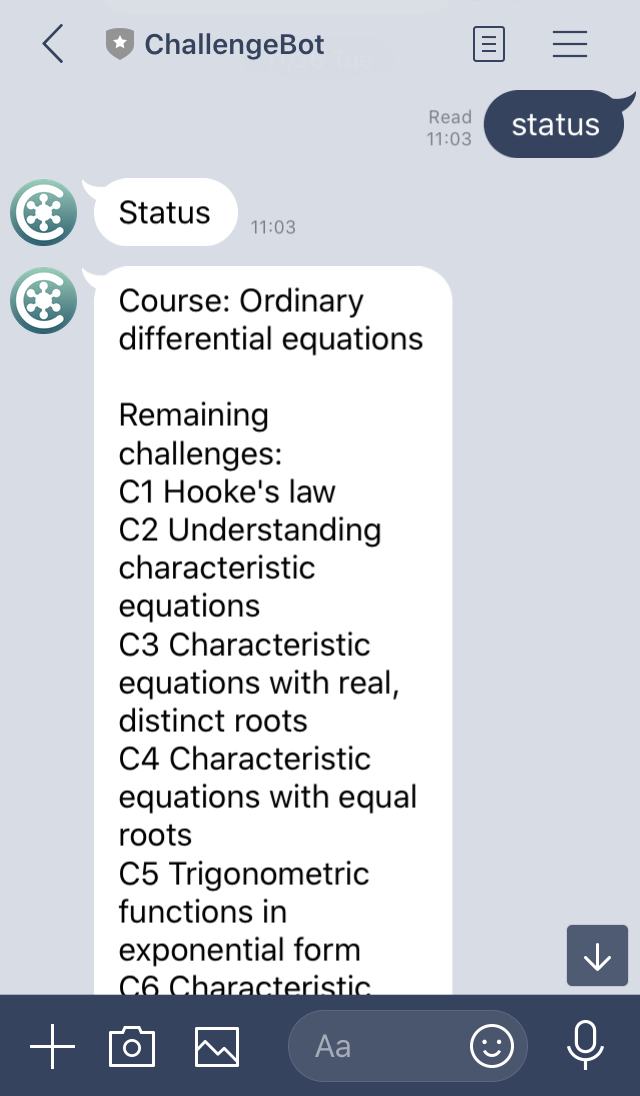 ChallengeBot
Read
11:03
status
Status
11:03
Course: Ordinary
differential equations
Remaining
challenges:
C1 Hooke's law
C2 Understanding
characteristic
equations
C3 Characteristic
equations with real,
distinct roots
C4 Characteristic
equations with equal
roots
C5 Trigonometric
functions in
exponential form
C6 Characteristic
Aa